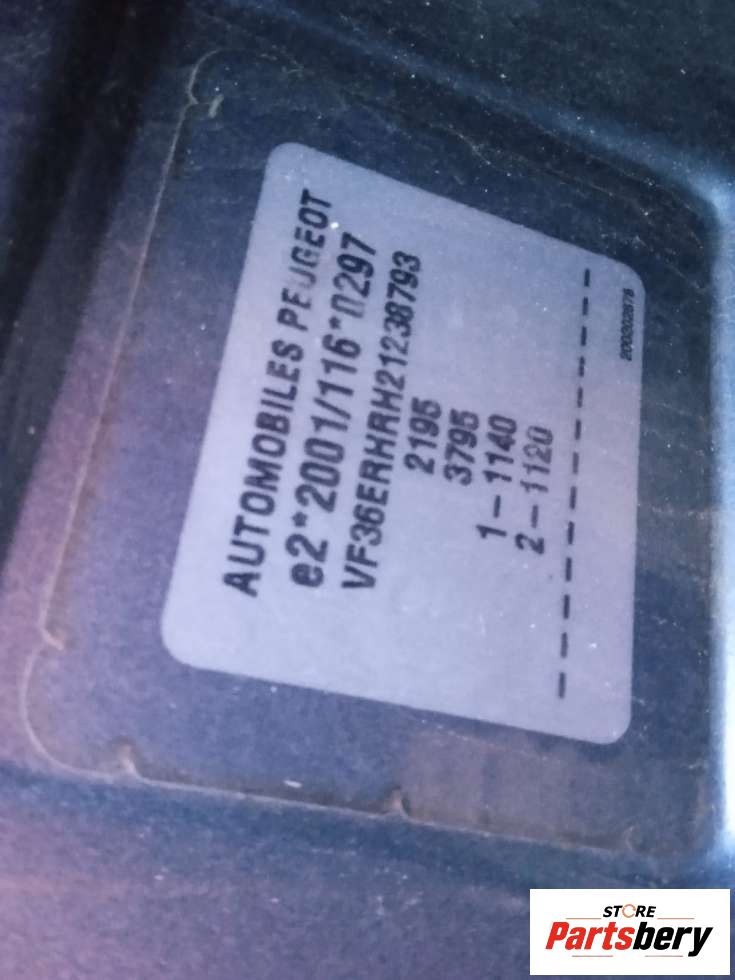 AUTOMOBILES PEUGEOT
e2*2001/116*0297
VF36ERHRH21238793
2195
3795
1-1140
2-1120
-----------
STORE
Partsbery